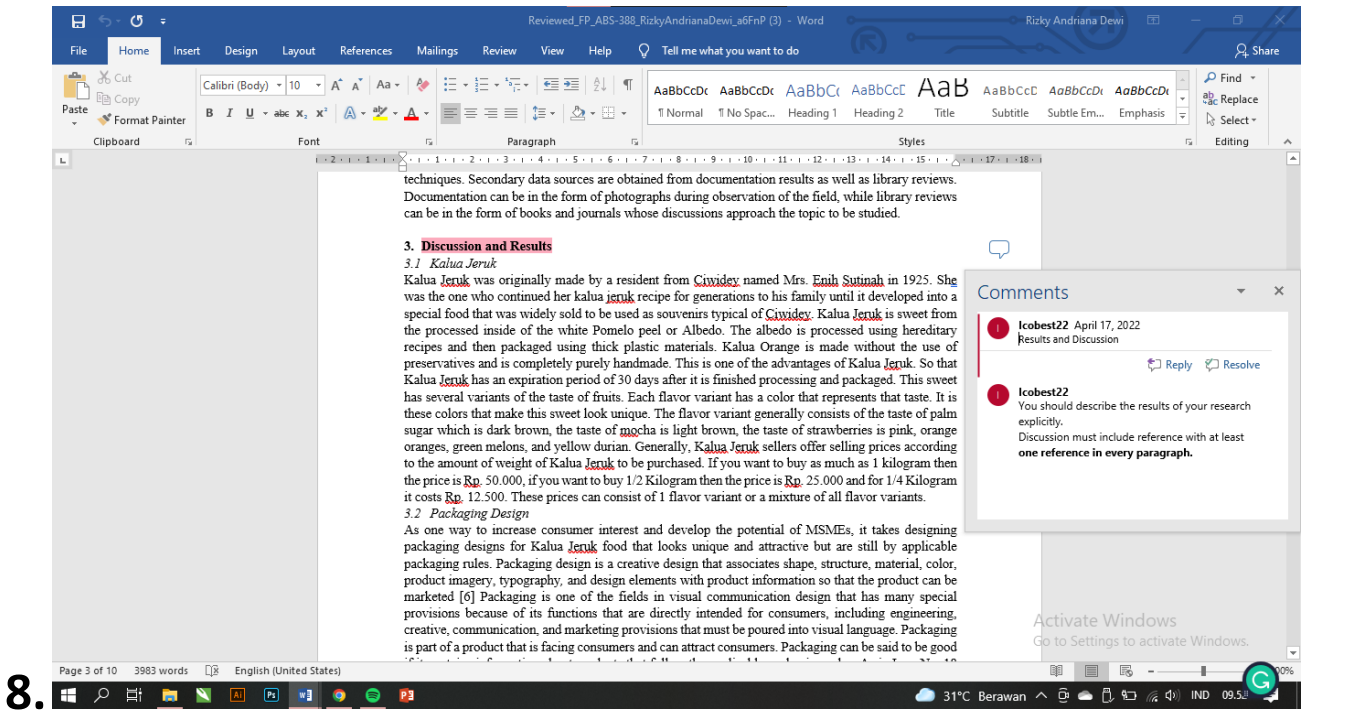 Reviewed_FP_ABS-388_RizkyAndrianaDewi_a6FnP (3) - Word
Rizky Andriana Dewi
File Home Insert Design Layout References Mailings Review View Help Tell me what you want to do Share
Cut
Copy
Paste
Format Painter
Clipboard
Calibri (Body) 10
Font
Paragraph
AaBbCcDc AaBbCcDc AaBbCc AaBbCcC AaB AaBbCcD AaBbCcDc AaBbCcDc
¶ Normal ¶ No Spac... Heading 1 Heading 2 Title Subtitle Subtle Em... Emphasis
Styles
Find
Replace
Select
Editing
2 1 1 2 3 4 5 6 7 8 9 10 11 12 13 14 15 17 18
techniques. Secondary data sources are obtained from documentation results as well as library reviews.
Documentation can be in the form of photographs during observation of the field, while library reviews
can be in the form of books and journals whose discussions approach the topic to be studied.
3. Discussion and Results
3.1 Kalua Jeruk
Kalua Jeruk was originally made by a resident from Ciwidey named Mrs. Enih Sutinah in 1925. She
was the one who continued her kalua jeruk recipe for generations to his family until it developed into a
special food that was widely sold to be used as souvenirs typical of Ciwidey. Kalua Jeruk is sweet from
the processed inside of the white Pomelo peel or Albedo. The albedo is processed using hereditary
recipes and then packaged using thick plastic materials. Kalua Orange is made without the use of
preservatives and is completely purely handmade. This is one of the advantages of Kalua Jeruk. So that
Kalua Jeruk has an expiration period of 30 days after it is finished processing and packaged. This sweet
has several variants of the taste of fruits. Each flavor variant has a color that represents that taste. It is
these colors that make this sweet look unique. The flavor variant generally consists of the taste of palm
sugar which is dark brown, the taste of mocha is light brown, the taste of strawberries is pink, orange
oranges, green melons, and yellow durian. Generally, Kalua Jeruk sellers offer selling prices according
to the amount of weight of Kalua Jeruk to be purchased. If you want to buy as much as 1 kilogram then
the price is Rp. 50.000, if you want to buy 1/2 Kilogram then the price is Rp. 25.000 and for 1/4 Kilogram
it costs Rp. 12.500. These prices can consist of 1 flavor variant or a mixture of all flavor variants.
3.2 Packaging Design
As one way to increase consumer interest and develop the potential of MSMEs, it takes designing
packaging designs for Kalua Jeruk food that looks unique and attractive but are still by applicable
packaging rules. Packaging design is a creative design that associates shape, structure, material, color,
product imagery, typography, and design elements with product information so that the product can be
marketed [6] Packaging is one of the fields in visual communication design that has many special
provisions because of its functions that are directly intended for consumers, including engineering,
creative, communication, and marketing provisions that must be poured into visual language. Packaging
is part of a product that is facing consumers and can attract consumers. Packaging can be said to be good
Comments
Icobest22 April 17, 2022
Results and Discussion
Reply Resolve
Icobest22
You should describe the results of your research
explicitly.
Discussion must include reference with at least
one reference in every paragraph.
Activate Windows
Go to Settings to activate Windows.
Page 3 of 10 3983 words English (United States)
8.
31°C Berawan IND